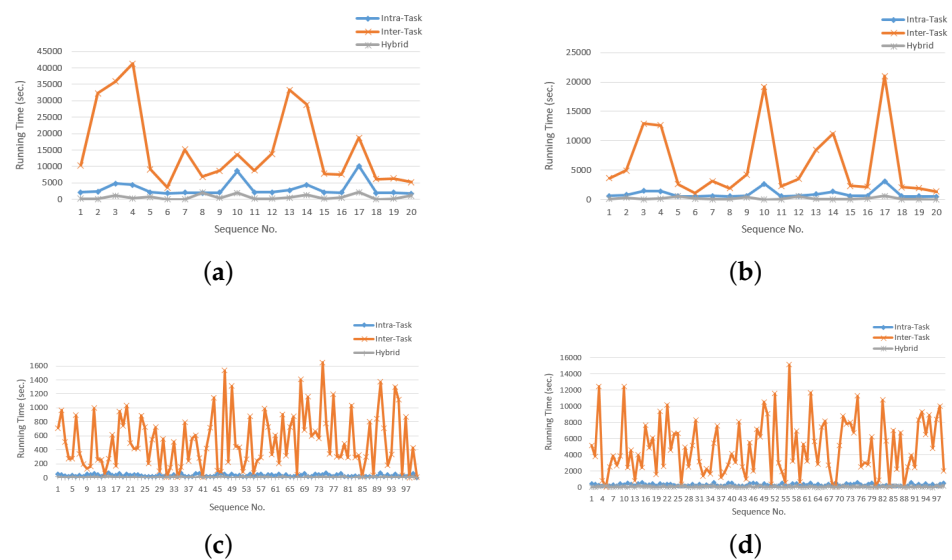 Intra-Task
Inter-Task
Hybrid
45000
40000
35000
30000
25000
20000
15000
10000
5000
0
Running Time (sec.)
1 2 3 4 5 6 7 8 9 10 11 12 13 14 15 16 17 18 19 20
Sequence No.
(a)
Intra-Task
Inter-Task
Hybrid
25000
20000
15000
10000
5000
0
Running Time (sec.)
1 2 3 4 5 6 7 8 9 10 11 12 13 14 15 16 17 18 19 20
Sequence No.
(b)
Intra-Task
Inter-Task
Hybrid
1600
1400
1200
1000
800
600
400
200
0
Running Time (sec.)
1 5 9 13 17 21 25 29 33 37 41 45 49 53 57 61 65 69 73 77 81 85 89 93 97
Sequence No.
(c)
Intra-Task
Inter-Task
Hybrid
16000
14000
12000
10000
8000
6000
4000
2000
0
Running Time (sec.)
1 4 7 10 13 16 19 22 25 28 31 34 37 40 43 46 49 52 55 58 61 64 67 70 73 76 79 82 85 88 91 94 97
Sequence No.
(d)